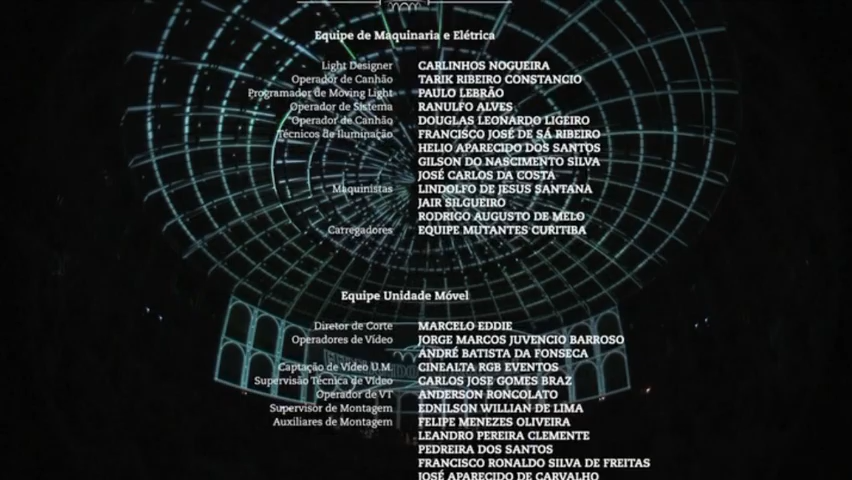 Equipe de Maquinaria e Elétrica
Light Designer CARLINHOS NOGUEIRA
Operador de Canhão TARIK RIBEIRO CONSTANCIO
Programador de Moving Light PAULO LEBRÃO
Operador de Sistema RANULFO ALVES
Operador de Canhão DOUGLAS LEONARDO LIGEIRO
Técnicos de Iluminação FRANCISCO JOSÉ DE SÁ RIBEIRO
HELIO APARECIDO DOS SANTOS
GILSON DO NASCIMENTO SILVA
JOSÉ CARLOS DA COSTA
Maquinistas LINDOLFO DE JESUS SANTANA
JAIR SILGUEIRO
RODRIGO AUGUSTO DE MELO
Carregadores EQUIPE MUTANTES CURITIBA
Equipe Unidade Móvel
Diretor de Corte MARCELO EDDIE
Operadores de Vídeo JORGE MARCOS JUVENCIO BARROSO
ANDRÉ BATISTA DA FONSECA
Captação de Vídeo U.M. CINEALTA RGB EVENTOS
Supervisão Técnica de Vídeo CARLOS JOSE GOMES BRAZ
Operador de VT ANDERSON RONCOLATO
Supervisor de Montagem EDNILSON WILLIAN DE LIMA
Auxiliares de Montagem FELIPE MENEZES OLIVEIRA
LEANDRO PEREIRA CLEMENTE
PEDREIRA DOS SANTOS
FRANCISCO RONALDO SILVA DE FREITAS
JOSÉ APARECIDO DE CARVALHO